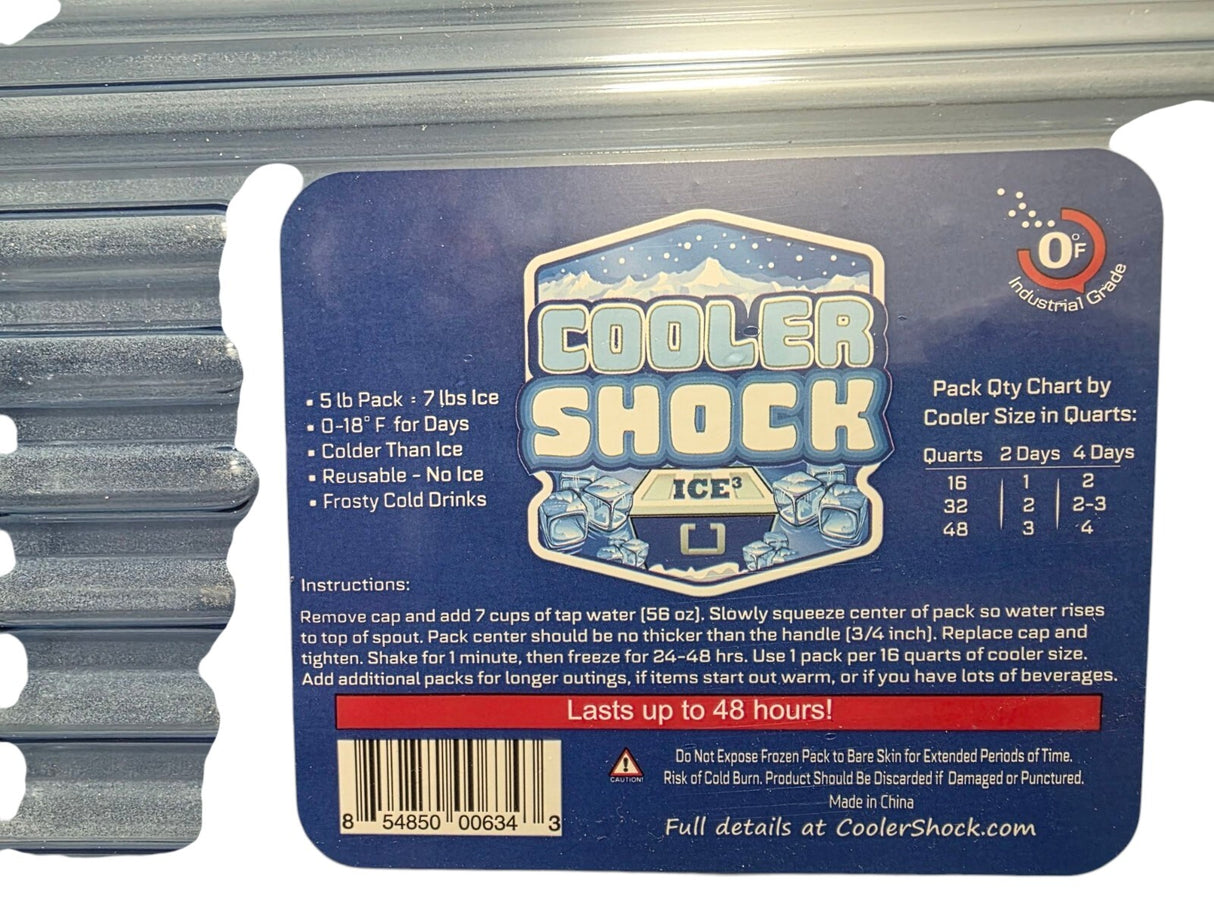 0°F
Industrial Grade
COOLER
SHOCK
ICE³
▪ 5 lb Pack = 7 lbs Ice
▪ 0-18° F for Days
▪ Colder Than Ice
▪ Reusable - No Ice
▪ Frosty Cold Drinks
Pack Qty Chart by
Cooler Size in Quarts:
Quarts 2 Days 4 Days
16 1 2
32 2 2-3
48 3 4
Instructions:
Remove cap and add 7 cups of tap water (56 oz). Slowly squeeze center of pack so water rises
to top of spout. Pack center should be no thicker than the handle (3/4 inch). Replace cap and
tighten. Shake for 1 minute, then freeze for 24-48 hrs. Use 1 pack per 16 quarts of cooler size.
Add additional packs for longer outings, if items start out warm, or if you have lots of beverages.
Lasts up to 48 hours!
8 54850 00634 3
CAUTION!
Do Not Expose Frozen Pack to Bare Skin for Extended Periods of Time.
Risk of Cold Burn. Product Should Be Discarded if Damaged or Punctured.
Made in China
Full details at CoolerShock.com